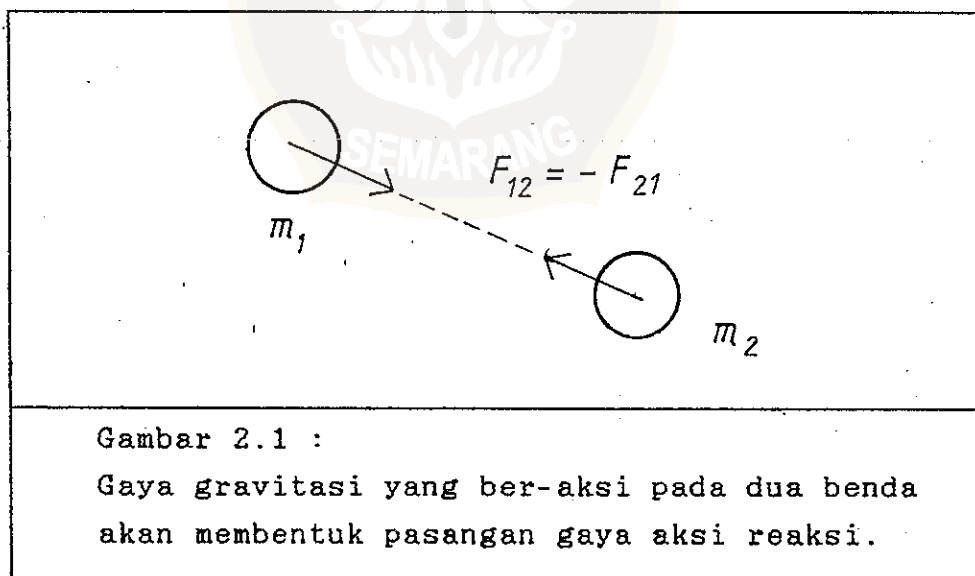 SEMARANG
F₁₂ = - F₂₁
m₁
m₂
Gambar 2.1 :
Gaya gravitasi yang ber-aksi pada dua benda
akan membentuk pasangan gaya aksi reaksi.